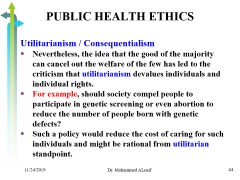 PUBLIC HEALTH ETHICS
Utilitarianism / Consequentialism
▪ Nevertheless, the idea that the good of the majority
can cancel out the welfare of the few has led to the
criticism that utilitarianism devalues individuals and
individual rights.
▪ For example, should society compel people to
participate in genetic screening or even abortion to
reduce the number of people born with genetic
defects?
▪ Such a policy would reduce the cost of caring for such
individuals and might be rational from utilitarian
standpoint.
11/24/2019 Dr. Mohammed ALnaif 44